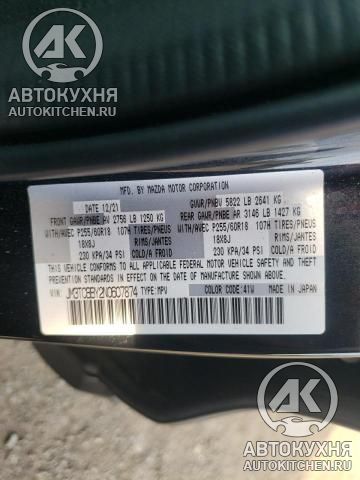 АК АК АК
АВТОКУХНЯ
AUTOKITCHEN.RU
MFD. BY MAZDA MOTOR CORPORATION
DATE 12/21 GVWR/PNBV 5822 LB 2641 KG
FRONT GAWR/PNBE AV 2756 LB 1250 KG REAR GAWR/PNBE AR 3146 LB 1427 KG
WITH/AVEC P255/60R18 107H TIRES/PNEUS WITH/AVEC P255/60R18 107H TIRES/PNEUS
18X8J RIMS/JANTES 18X8J RIMS/JANTES
230 KPA/34 PSI COLD/A FROID 230 KPA/34 PSI COLD/A FROID
THIS VEHICLE CONFORMS TO ALL APPLICABLE FEDERAL MOTOR VEHICLE SAFETY, BUMPER, AND THEFT
PREVENTION STANDARDS IN EFFECT ON THE DATE OF MANUFACTURE SHOWN ABOVE.
VIN: JM3TCBBY2N0607874 TYPE: MPV COLOR CODE: 41W MADE IN JAPAN
АК
АВТОКУХНЯ
AUTOKITCHEN.RU